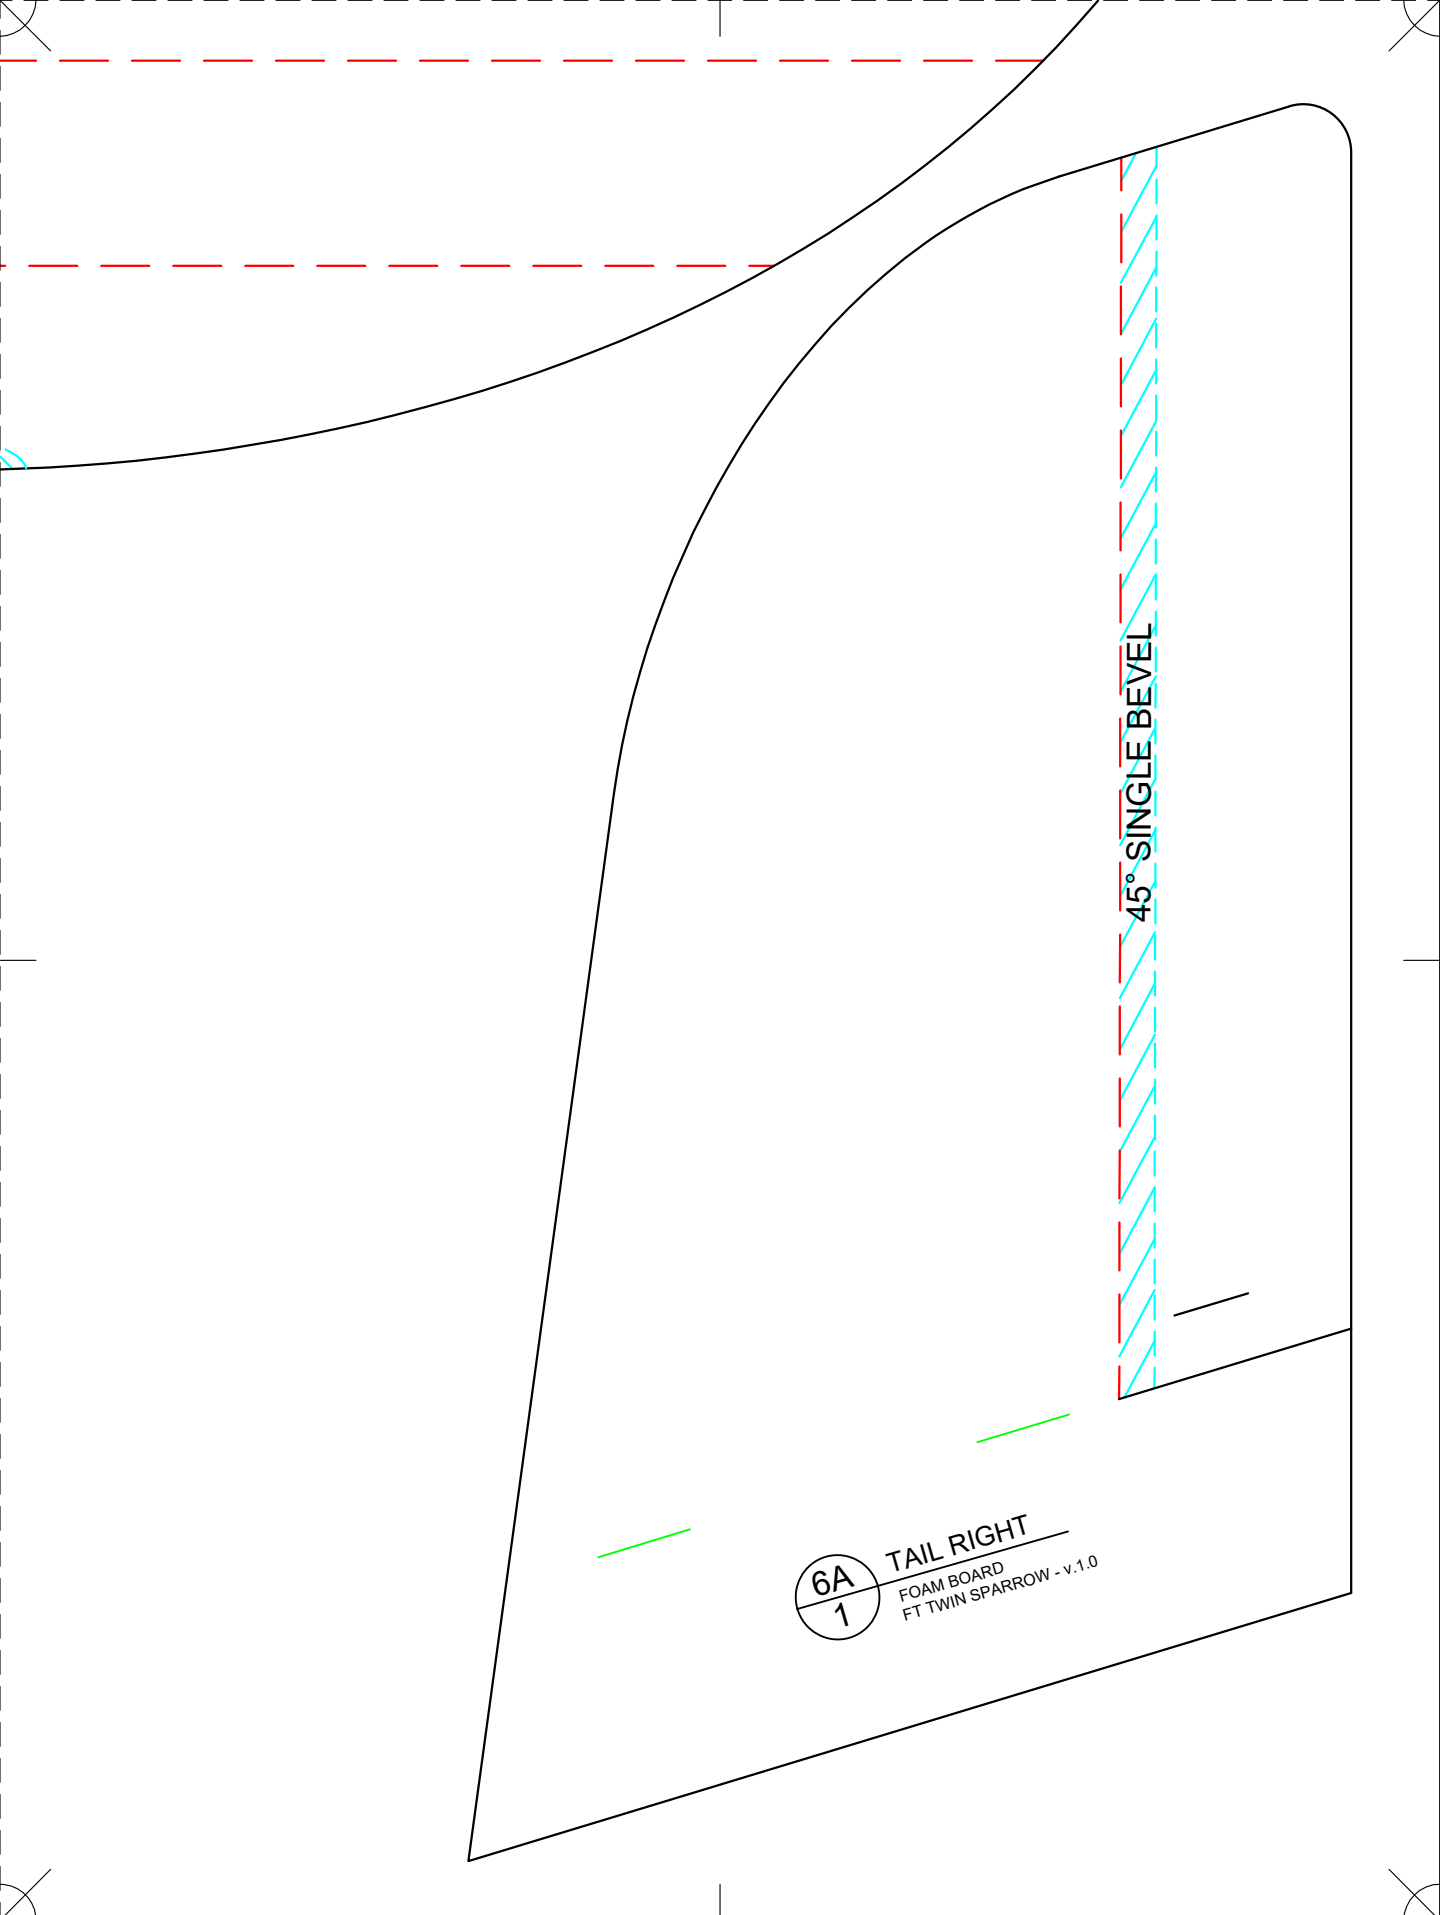 45° SINGLE BEVEL
6A
1
TAIL RIGHT
FOAM BOARD
FT TWIN SPARROW - v.1.0